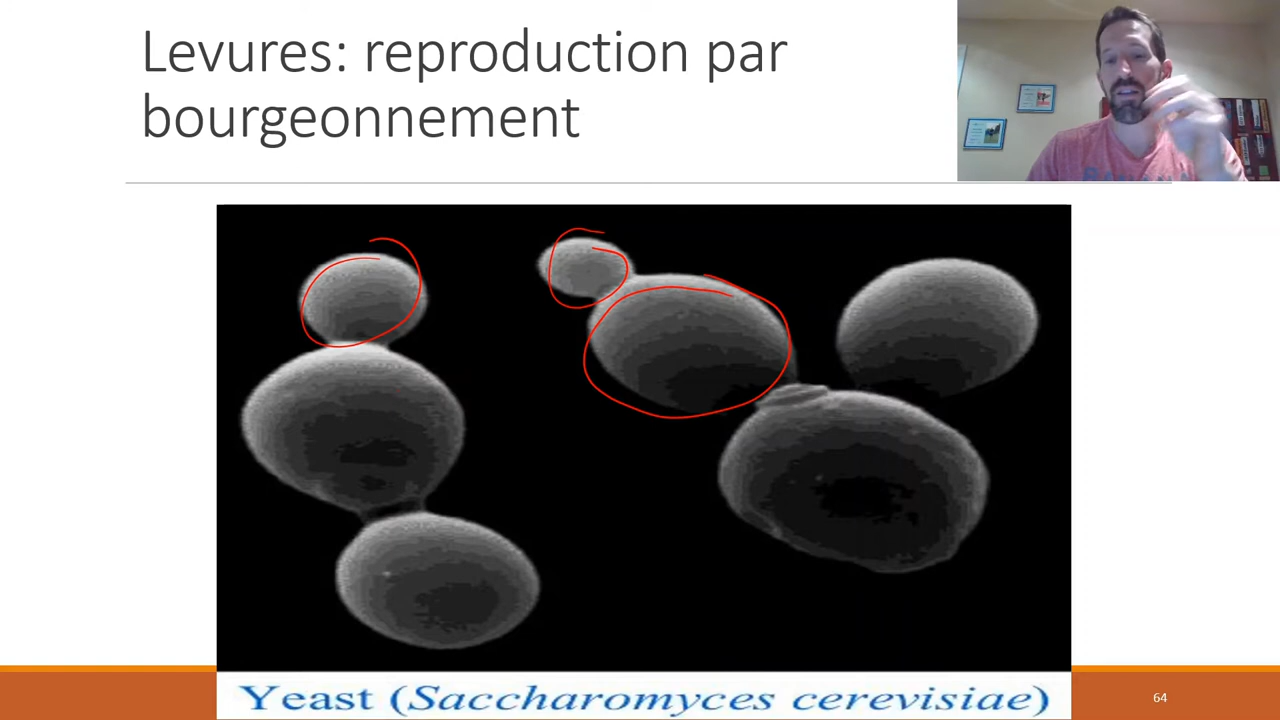 Levures: reproduction par
bourgeonnement
Yeast (Saccharomyces cerevisiae)
64